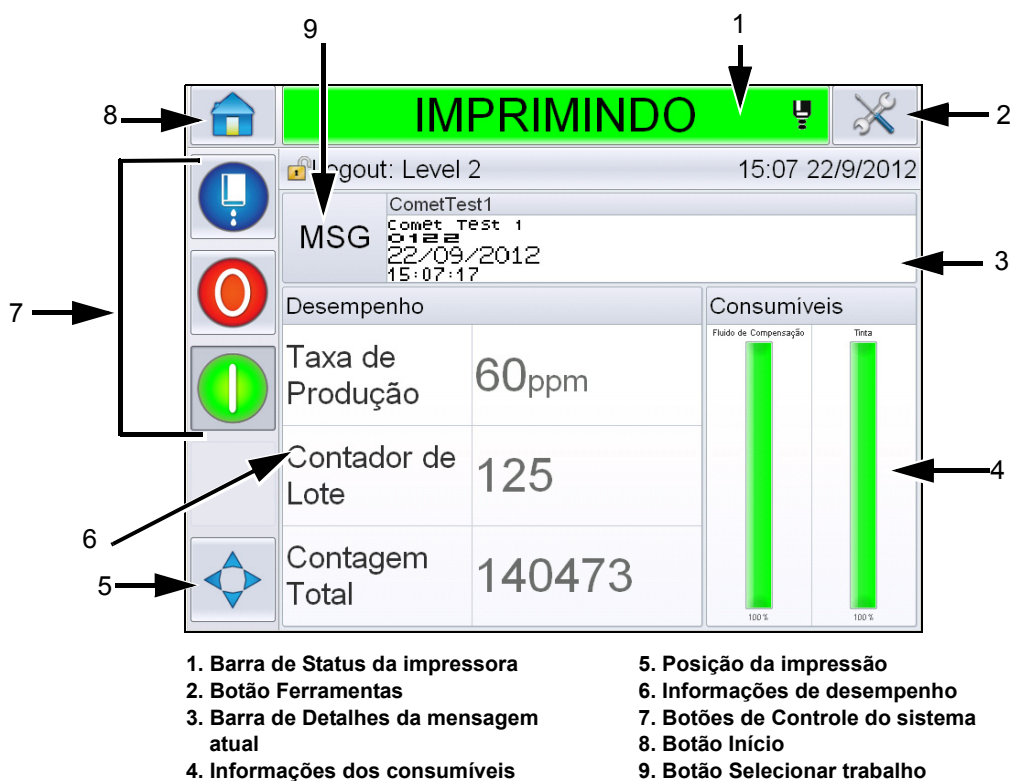 9
1
8
IMPRIMINDO
2
Logout: Level 2
15:07 22/9/2012
MSG
CometTest1
Comet Test 1
0122
22/09/2012
15:07:17
3
7
Desempenho
Consumíveis
Fluido de Compensação
Tinta
Taxa de Produção
60ppm
Contador de Lote
125
4
6
Contagem Total
140473
5
100 %
100 %
1. Barra de Status da impressora
2. Botão Ferramentas
3. Barra de Detalhes da mensagem
atual
4. Informações dos consumíveis
5. Posição da impressão
6. Informações de desempenho
7. Botões de Controle do sistema
8. Botão Início
9. Botão Selecionar trabalho